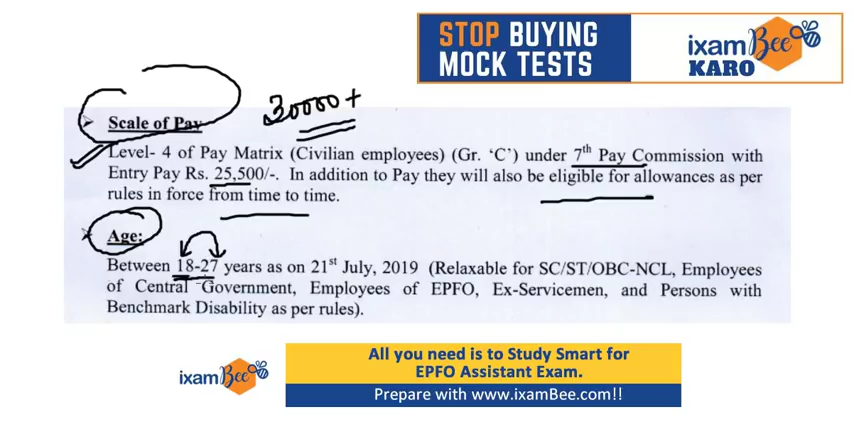 STOP BUYING
MOCK TESTS
ixamBee
KARO
30000+
Scale of Pay
Level- 4 of Pay Matrix (Civilian employees) (Gr. ‘C’) under 7th Pay Commission with
Entry Pay Rs. 25,500/-. In addition to Pay they will also be eligible for allowances as per
rules in force from time to time.
Age:
Between 18-27 years as on 21st July, 2019 (Relaxable for SC/ST/OBC-NCL, Employees
of Central Government, Employees of EPFO, Ex-Servicemen, and Persons with
Benchmark Disability as per rules).
ixamBee
All you need is to Study Smart for
EPFO Assistant Exam.
Prepare with www.ixamBee.com!!